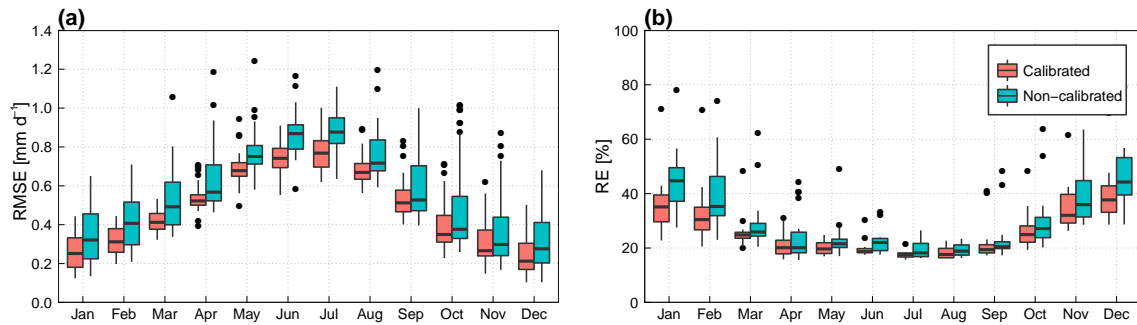 (a)
RMSE [mm d⁻¹]
1.4
1.2
1.0
0.8
0.6
0.4
0.2
0.0
Jan Feb Mar Apr May Jun Jul Aug Sep Oct Nov Dec
(b)
RE [%]
100
80
60
40
20
0
Calibrated
Non−calibrated
Jan Feb Mar Apr May Jun Jul Aug Sep Oct Nov Dec